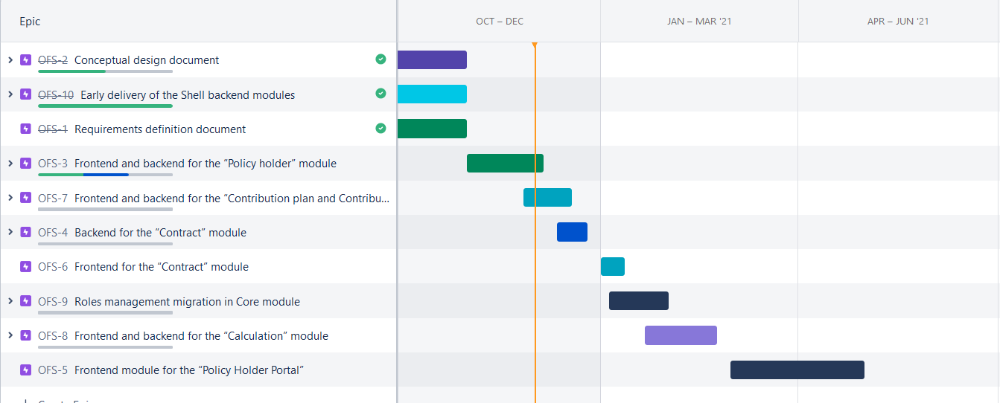 Epic
OCT – DEC
JAN – MAR '21
APR – JUN '21
OFS-2 Conceptual design document
OFS-10 Early delivery of the Shell backend modules
OFS-1 Requirements definition document
OFS-3 Frontend and backend for the “Policy holder” module
OFS-7 Frontend and backend for the “Contribution plan and Contribu...
OFS-4 Backend for the “Contract” module
OFS-6 Frontend for the “Contract” module
OFS-9 Roles management migration in Core module
OFS-8 Frontend and backend for the “Calculation” module
OFS-5 Frontend module for the “Policy Holder Portal”